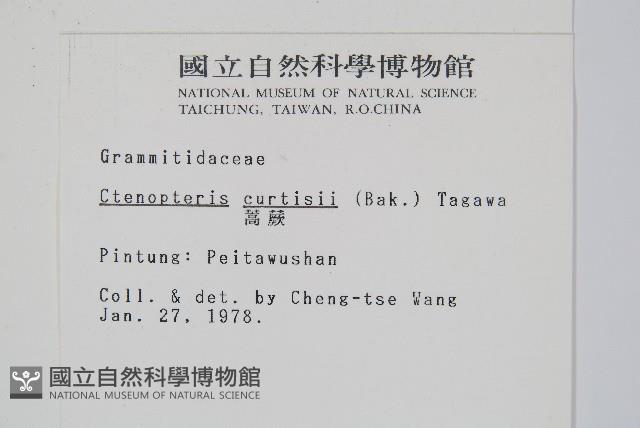 國立自然科學博物館
NATIONAL MUSEUM OF NATURAL SCIENCE
TAICHUNG, TAIWAN, R.O.CHINA
Grammitidaceae
Ctenopteris curtisii (Bak.) Tagawa
蒿蕨
Pintung: Peitawushan
Coll. & det. by Cheng-tse Wang
Jan. 27, 1978.
國立自然科學博物館
NATIONAL MUSEUM OF NATURAL SCIENCE